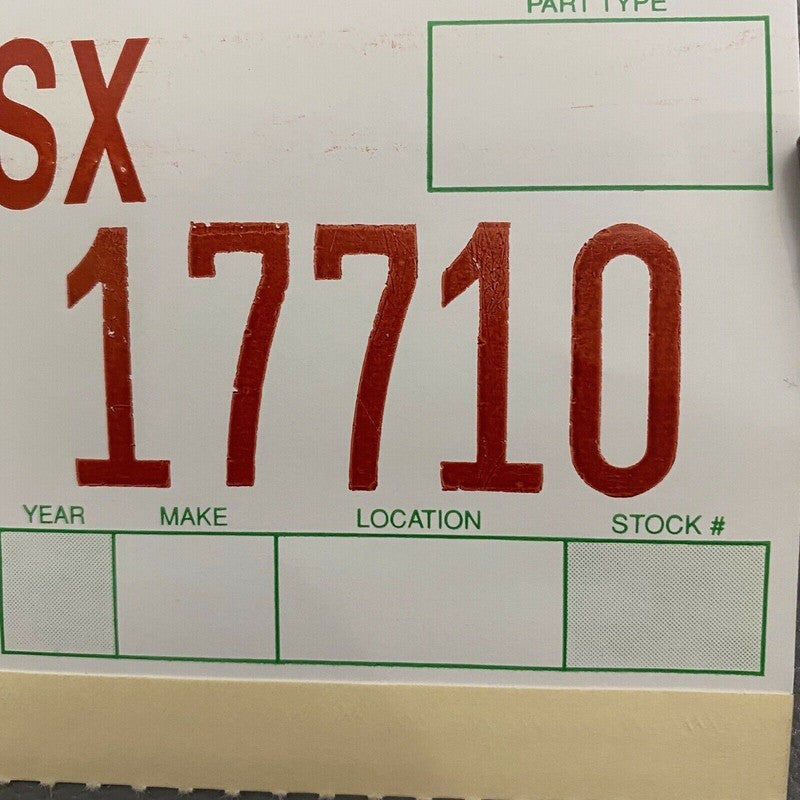 PART TYPE
SX
17710
YEAR MAKE LOCATION STOCK #